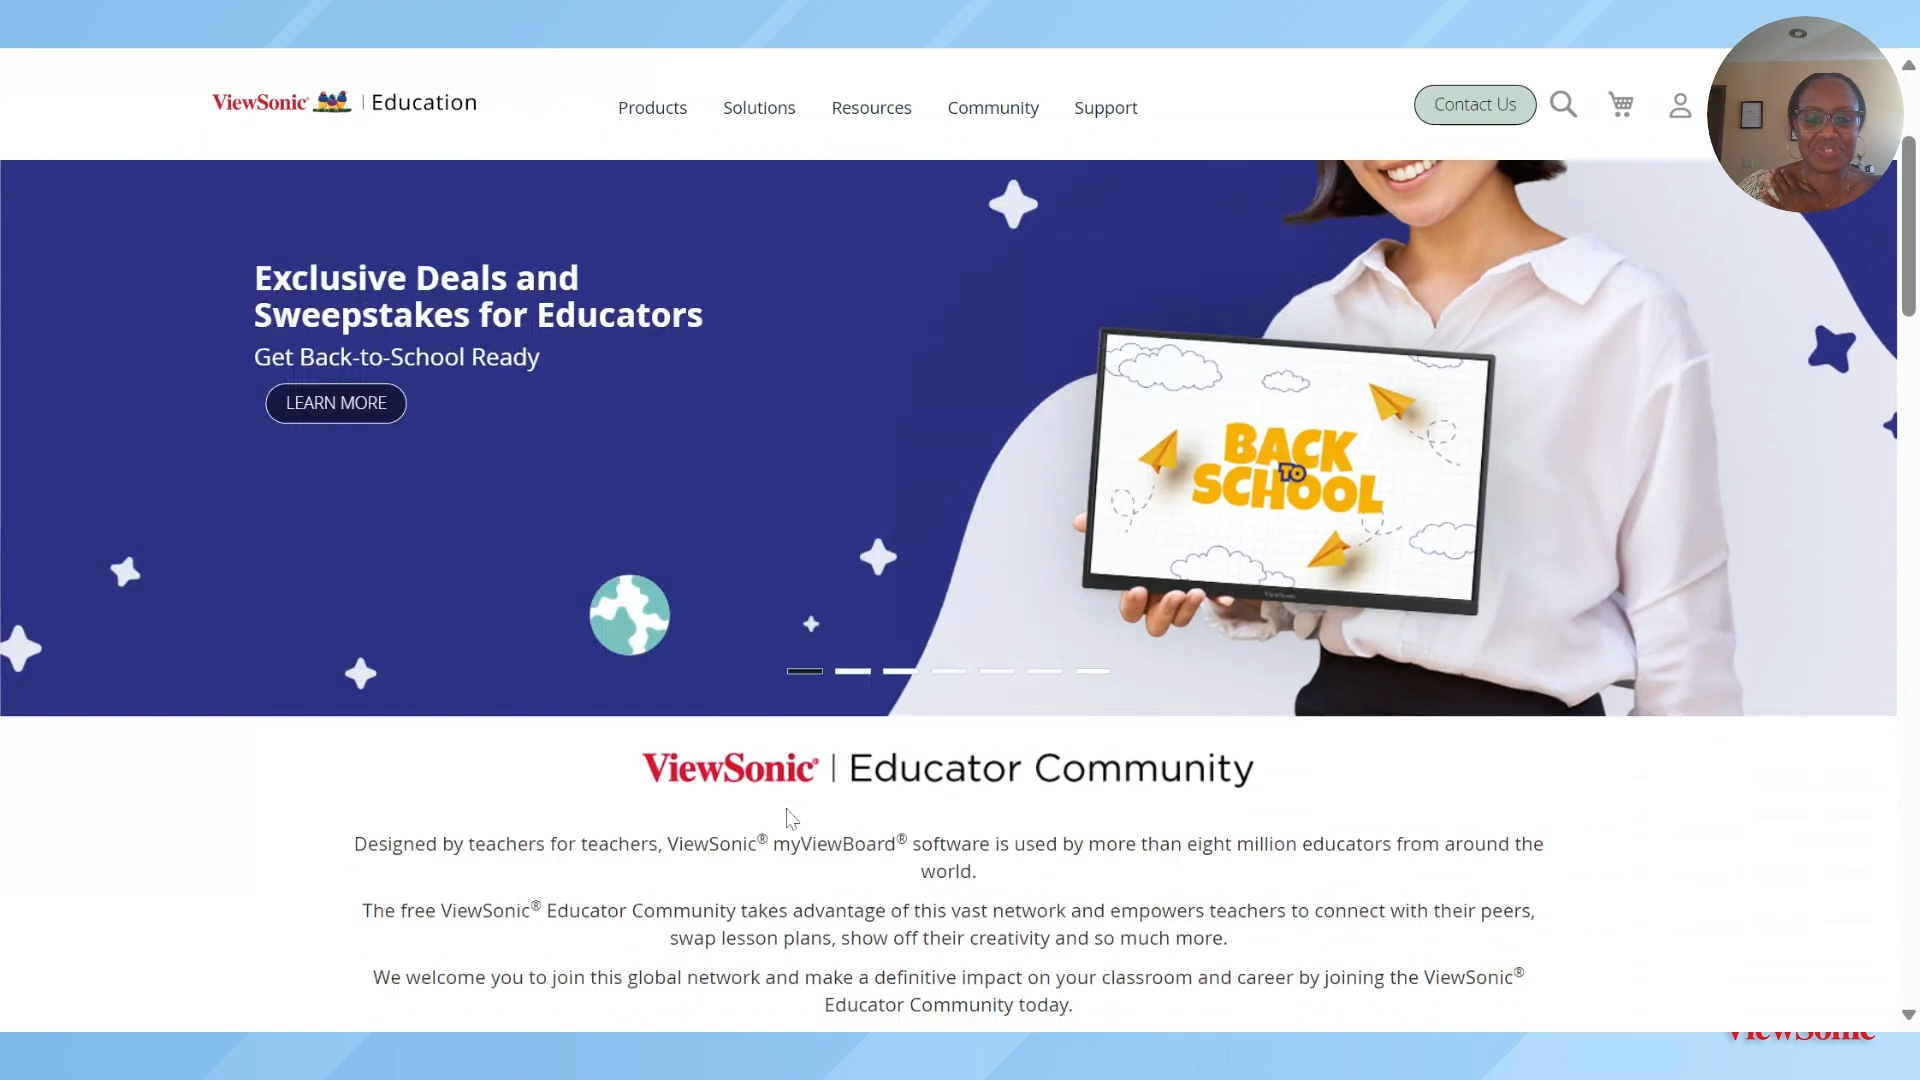 ViewSonic® | Education
Products Solutions Resources Community Support
Contact Us
Exclusive Deals and
Sweepstakes for Educators
Get Back-to-School Ready
LEARN MORE
BACK
TO
SCHOOL
ViewSonic
ViewSonic® | Educator Community
Designed by teachers for teachers, ViewSonic® myViewBoard® software is used by more than eight million educators from around the
world.
The free ViewSonic® Educator Community takes advantage of this vast network and empowers teachers to connect with their peers,
swap lesson plans, show off their creativity and so much more.
We welcome you to join this global network and make a definitive impact on your classroom and career by joining the ViewSonic®
Educator Community today.
ViewSonic